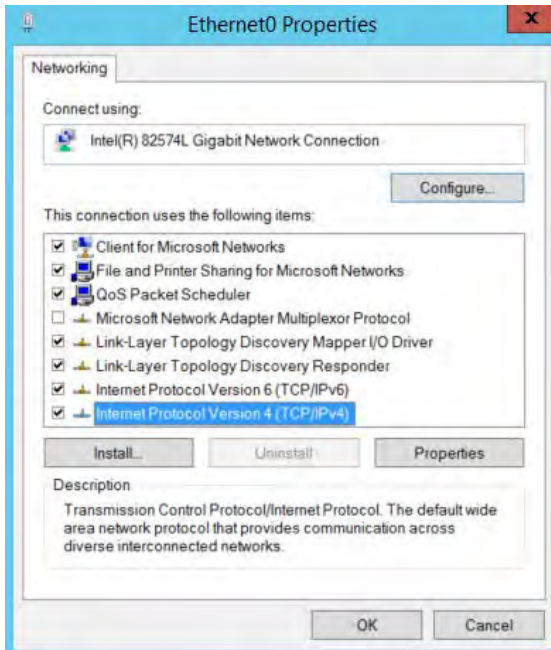 Ethernet0 Properties
x
Networking
Connect using:
Intel(R) 82574L Gigabit Network Connection
Configure...
This connection uses the following items:
Client for Microsoft Networks
File and Printer Sharing for Microsoft Networks
QoS Packet Scheduler
Microsoft Network Adapter Multiplexor Protocol
Link-Layer Topology Discovery Mapper I/O Driver
Link-Layer Topology Discovery Responder
Internet Protocol Version 6 (TCP/IPv6)
Internet Protocol Version 4 (TCP/IPv4)
Install...
Uninstall
Properties
Description
Transmission Control Protocol/Internet Protocol. The default wide
area network protocol that provides communication across
diverse interconnected networks.
OK
Cancel